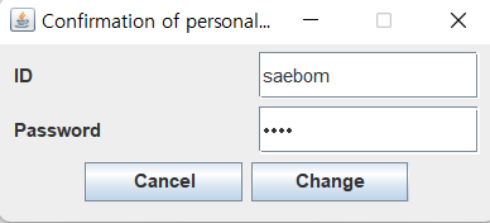 Confirmation of personal...
ID
saebom
Password
••••
Cancel Change